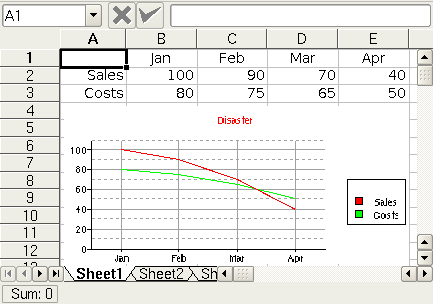 A1
A B C D E
1 Jan Feb Mar Apr
2 Sales 100 90 70 40
3 Costs 80 75 65 50
4
5 Disaster
6
7 100
8 80
9 60
10 40
11 20
12 0
Jan Feb Mar Apr
Sales
Costs
Sheet1 Sheet2 Sh
Sum: 0